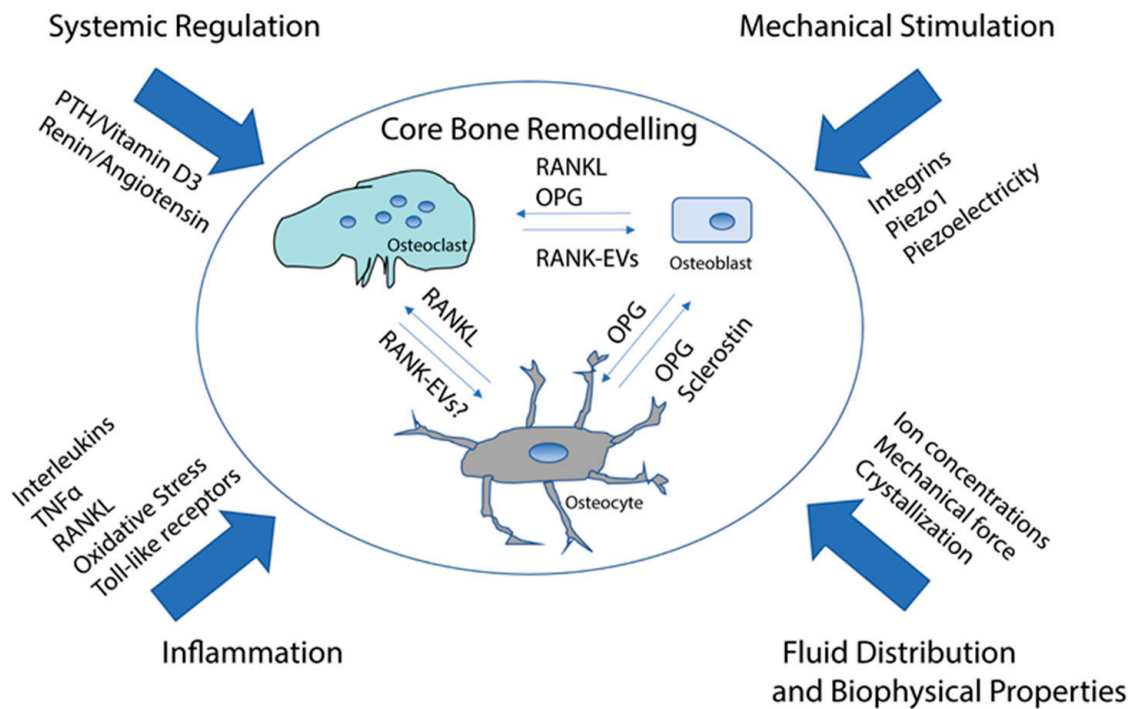 Systemic Regulation
Mechanical Stimulation
PTH/Vitamin D3
Renin/Angiotensin
Core Bone Remodelling
RANKL
OPG
RANK-EVs
Osteoclast
Osteoblast
Integrins
Piezo1
Piezoelectricity
RANKL
RANK-EVs?
OPG
OPG
Sclerostin
Osteocyte
Interleukins
TNFα
RANKL
Oxidative Stress
Toll-like receptors
Ion concentrations
Mechanical force
Crystallization
Inflammation
Fluid Distribution
and Biophysical Properties